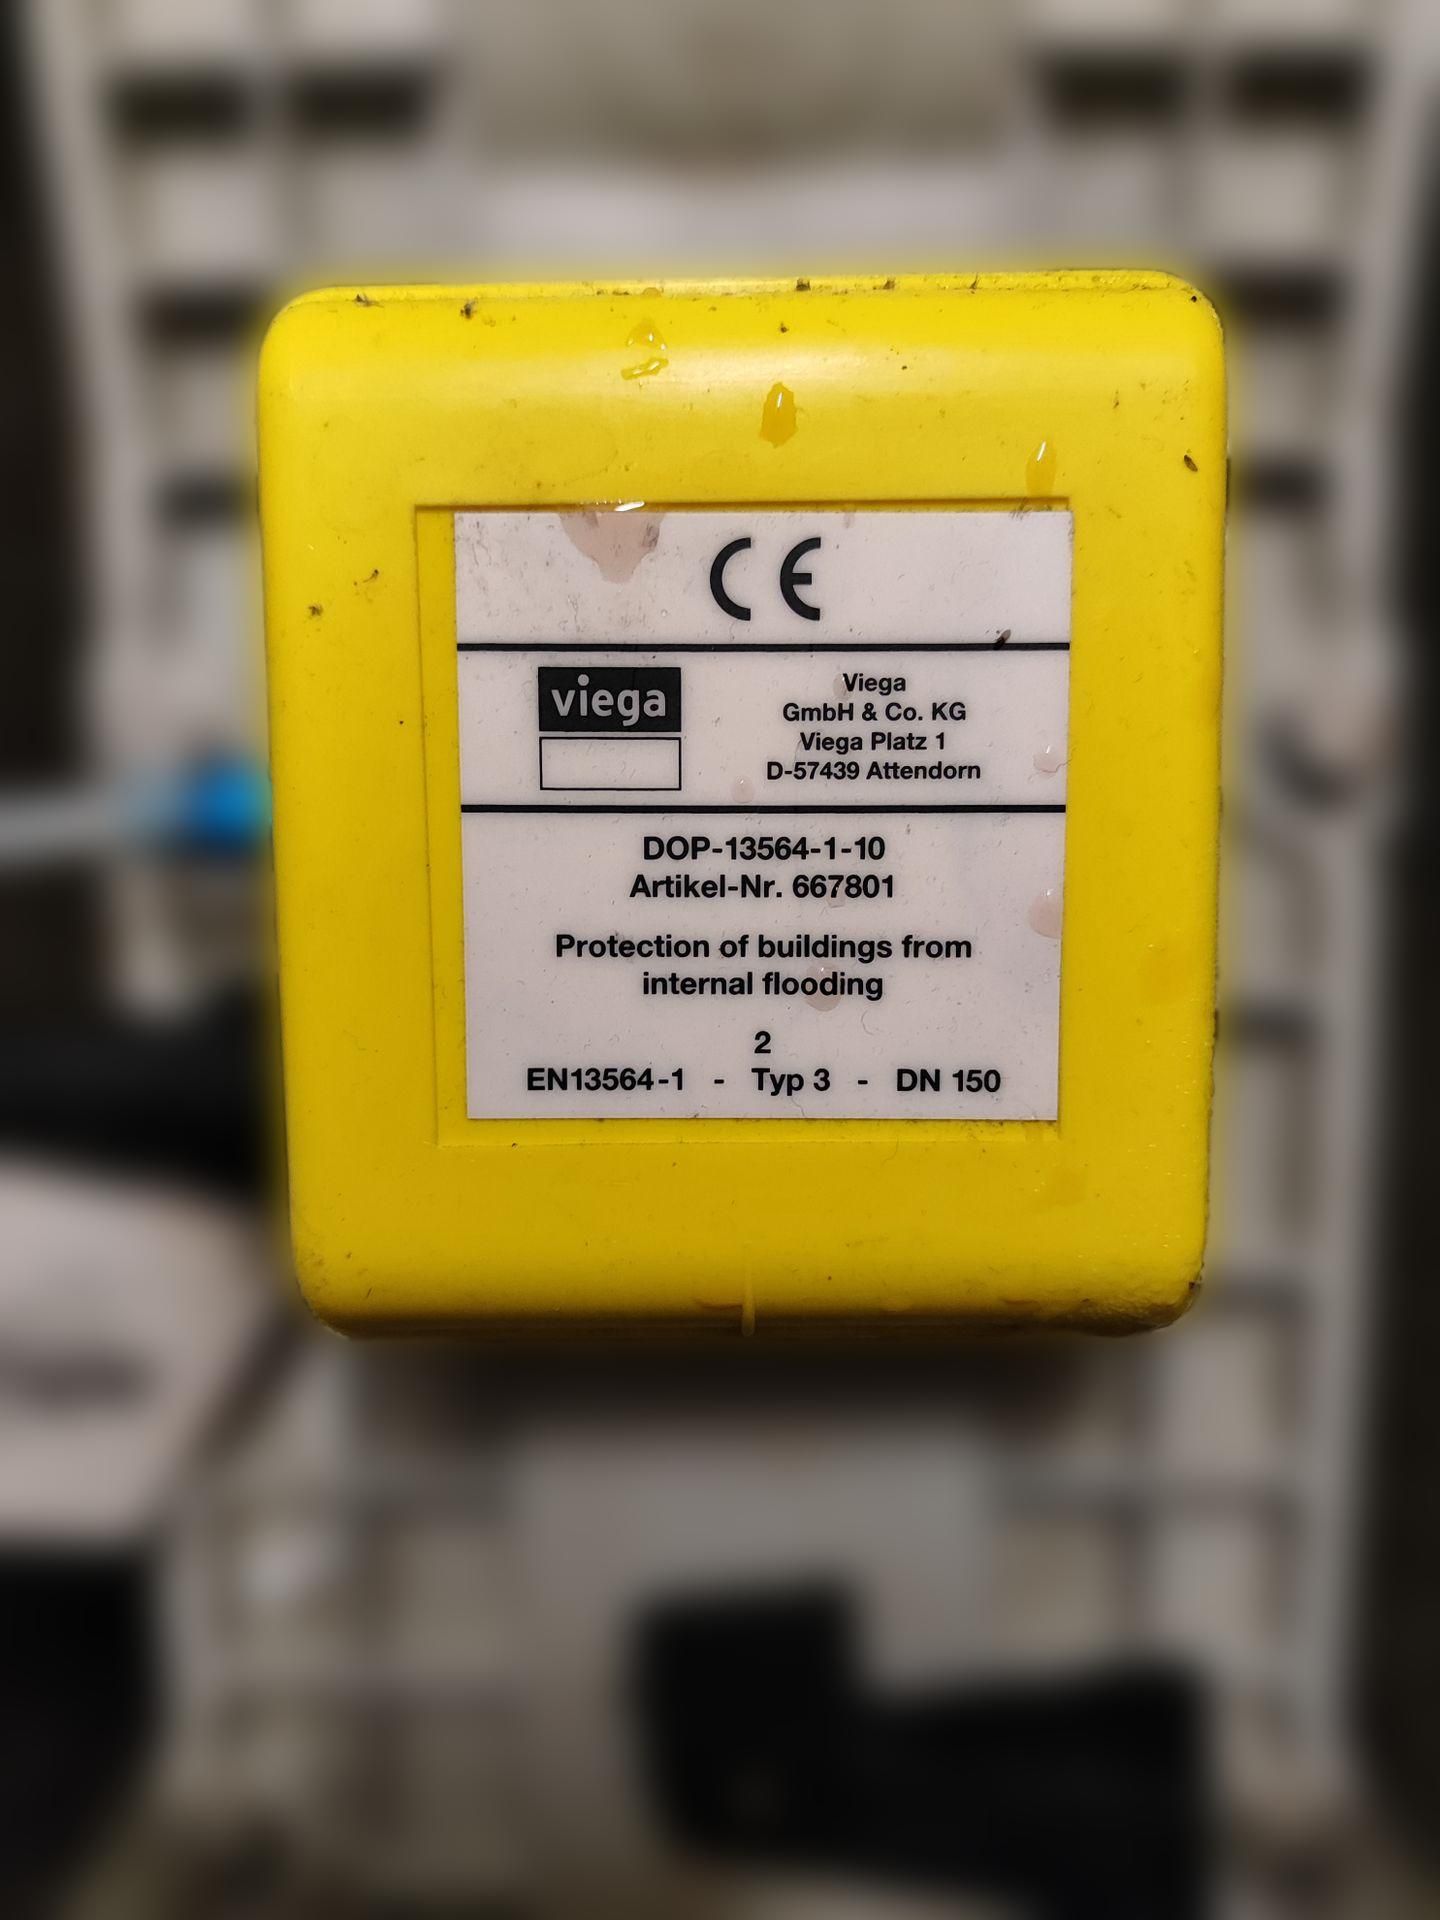 CE
viega
Viega
GmbH & Co. KG
Viega Platz 1
D-57439 Attendorn
DOP-13564-1-10
Artikel-Nr. 667801
Protection of buildings from
internal flooding
2
EN13564-1 - Typ 3 - DN 150